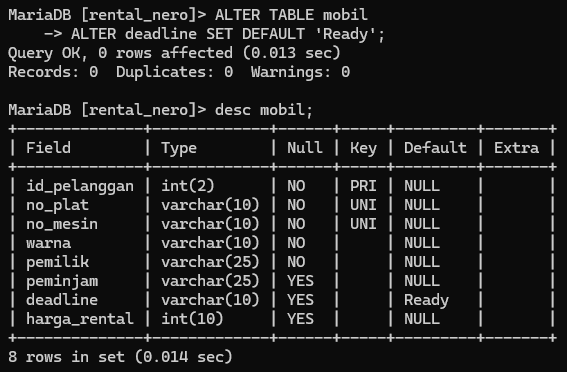 MariaDB [rental_nero]> ALTER TABLE mobil
    -> ALTER deadline SET DEFAULT 'Ready';
Query OK, 0 rows affected (0.013 sec)
Records: 0  Duplicates: 0  Warnings: 0

MariaDB [rental_nero]> desc mobil;
+--------------+-------------+------+-----+---------+-------+
| Field        | Type        | Null | Key | Default | Extra |
+--------------+-------------+------+-----+---------+-------+
| id_pelanggan | int(2)      | NO   | PRI | NULL    |       |
| no_plat      | varchar(10) | NO   | UNI | NULL    |       |
| no_mesin     | varchar(10) | NO   | UNI | NULL    |       |
| warna        | varchar(10) | NO   |     | NULL    |       |
| pemilik      | varchar(25) | NO   |     | NULL    |       |
| peminjam     | varchar(25) | YES  |     | NULL    |       |
| deadline     | varchar(10) | YES  |     | Ready   |       |
| harga_rental | int(10)     | YES  |     | NULL    |       |
+--------------+-------------+------+-----+---------+-------+
8 rows in set (0.014 sec)